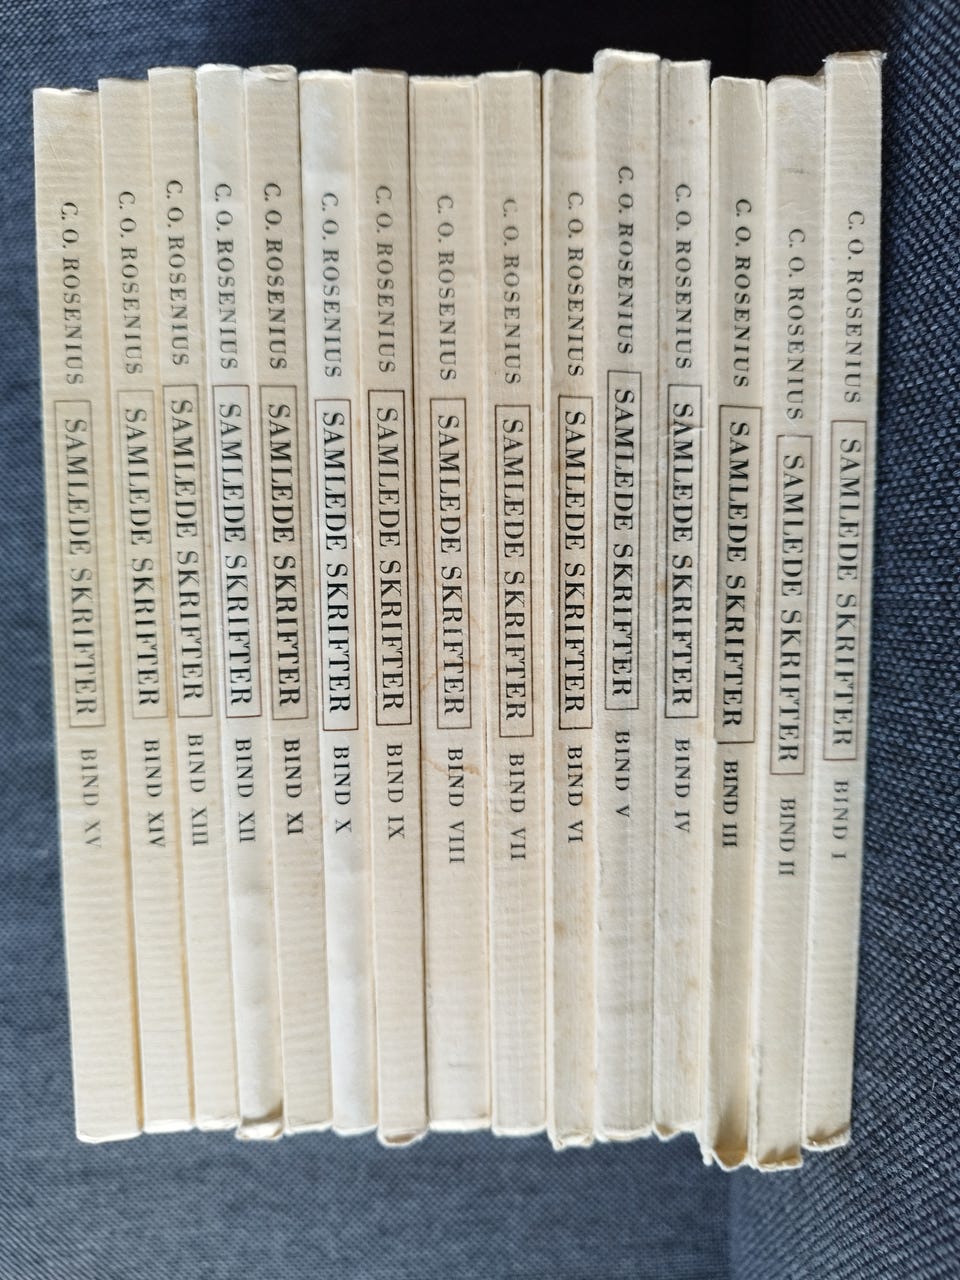 C. O. ROSENIUS SAMLEDE SKRIFTER BIND I
C. O. ROSENIUS SAMLEDE SKRIFTER BIND II
C. O. ROSENIUS SAMLEDE SKRIFTER BIND III
C. O. ROSENIUS SAMLEDE SKRIFTER BIND IV
C. O. ROSENIUS SAMLEDE SKRIFTER BIND V
C. O. ROSENIUS SAMLEDE SKRIFTER BIND VI
C. O. ROSENIUS SAMLEDE SKRIFTER BIND VII
C. O. ROSENIUS SAMLEDE SKRIFTER BIND VIII
C. O. ROSENIUS SAMLEDE SKRIFTER BIND IX
C. O. ROSENIUS SAMLEDE SKRIFTER BIND X
C. O. ROSENIUS SAMLEDE SKRIFTER BIND XI
C. O. ROSENIUS SAMLEDE SKRIFTER BIND XII
C. O. ROSENIUS SAMLEDE SKRIFTER BIND XIII
C. O. ROSENIUS SAMLEDE SKRIFTER BIND XIV
C. O. ROSENIUS SAMLEDE SKRIFTER BIND XV